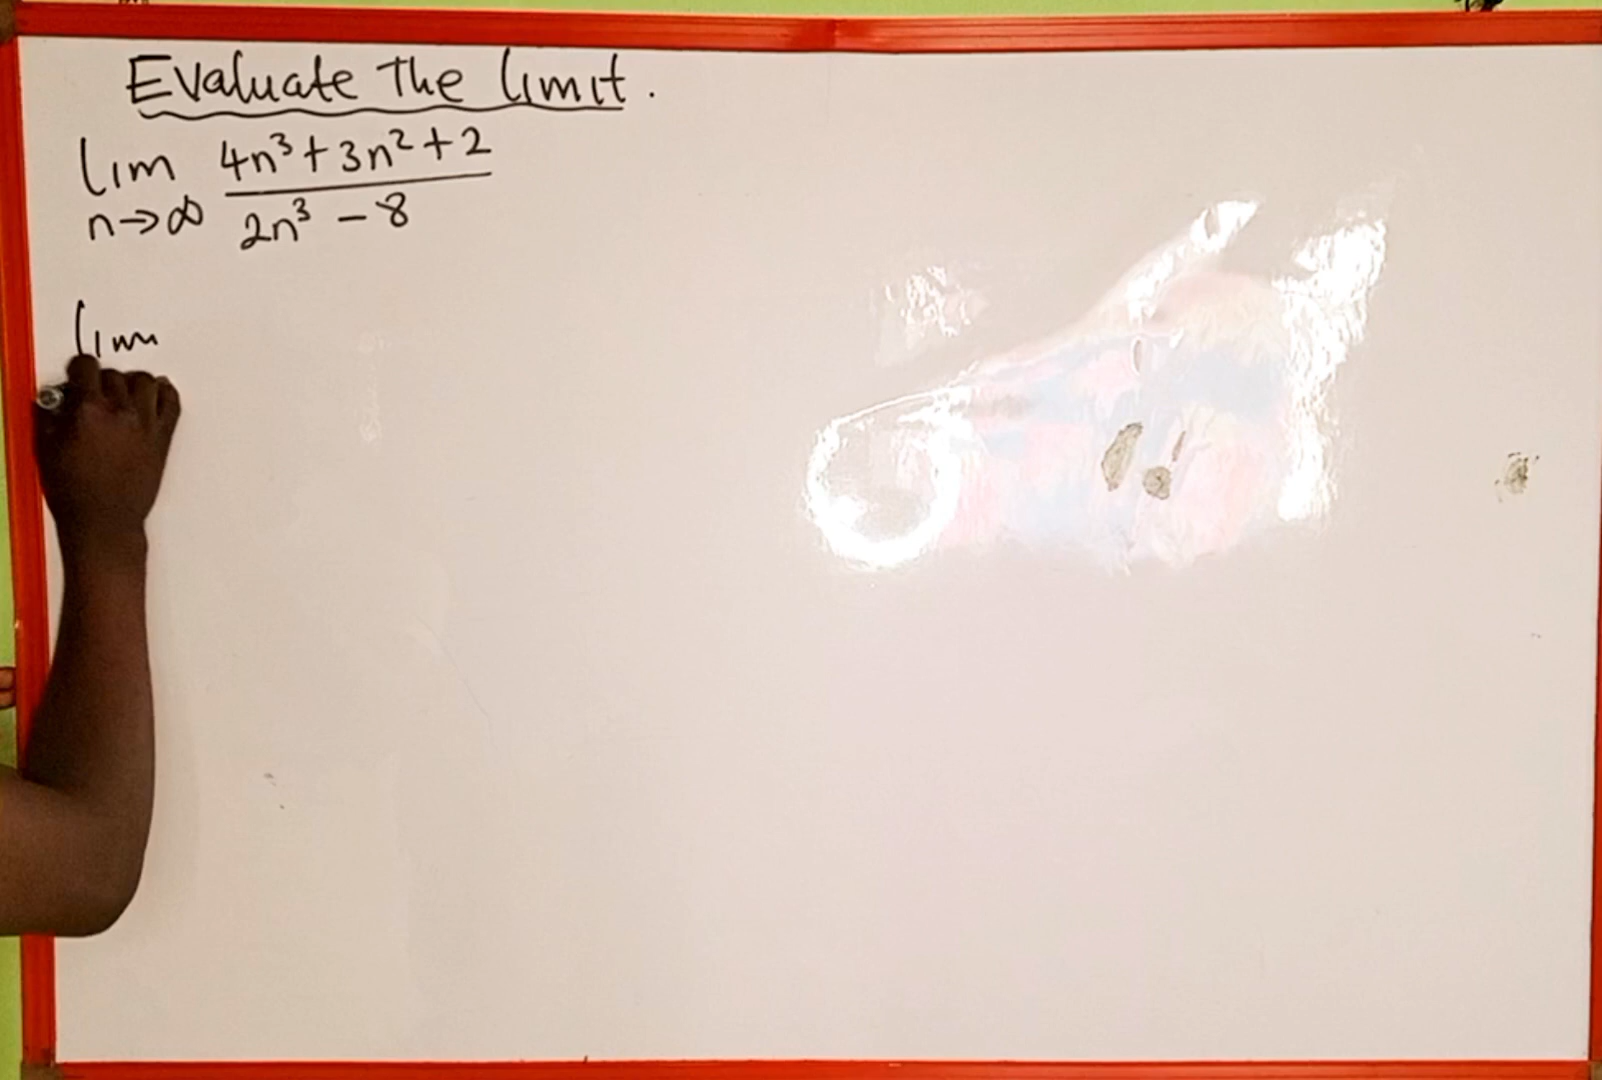 Evaluate The limit.
lim 4n³+3n²+2
n→∞ 2n³ - 8
lim